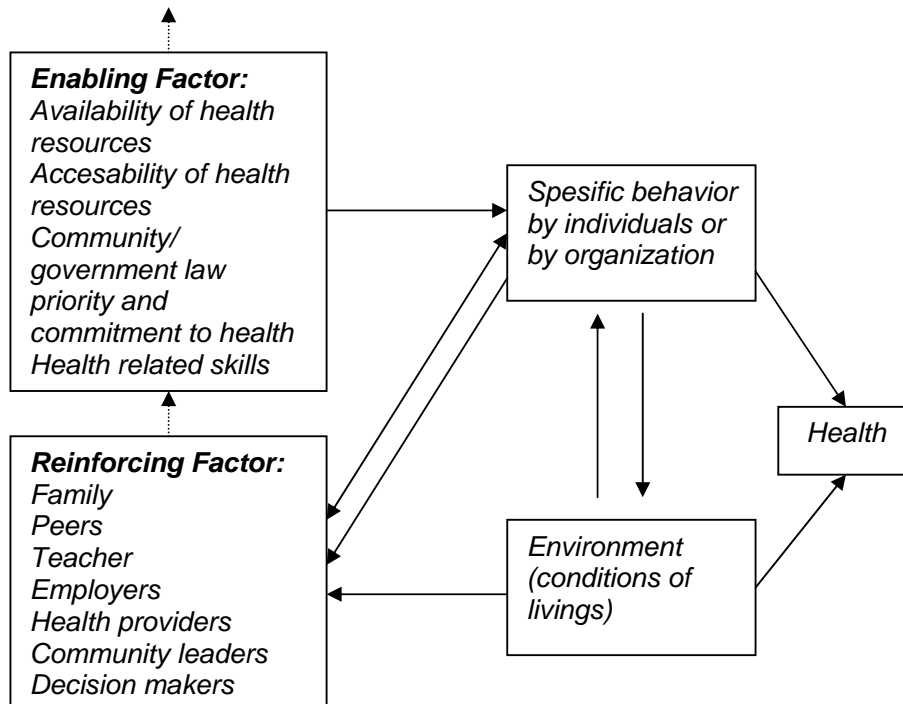 Enabling Factor:
Availability of health
resources
Accesability of health
resources
Community/
government law
priority and
commitment to health
Health related skills
Reinforcing Factor:
Family
Peers
Teacher
Employers
Health providers
Community leaders
Decision makers
Spesific behavior
by individuals or
by organization
Environment
(conditions of
livings)
Health